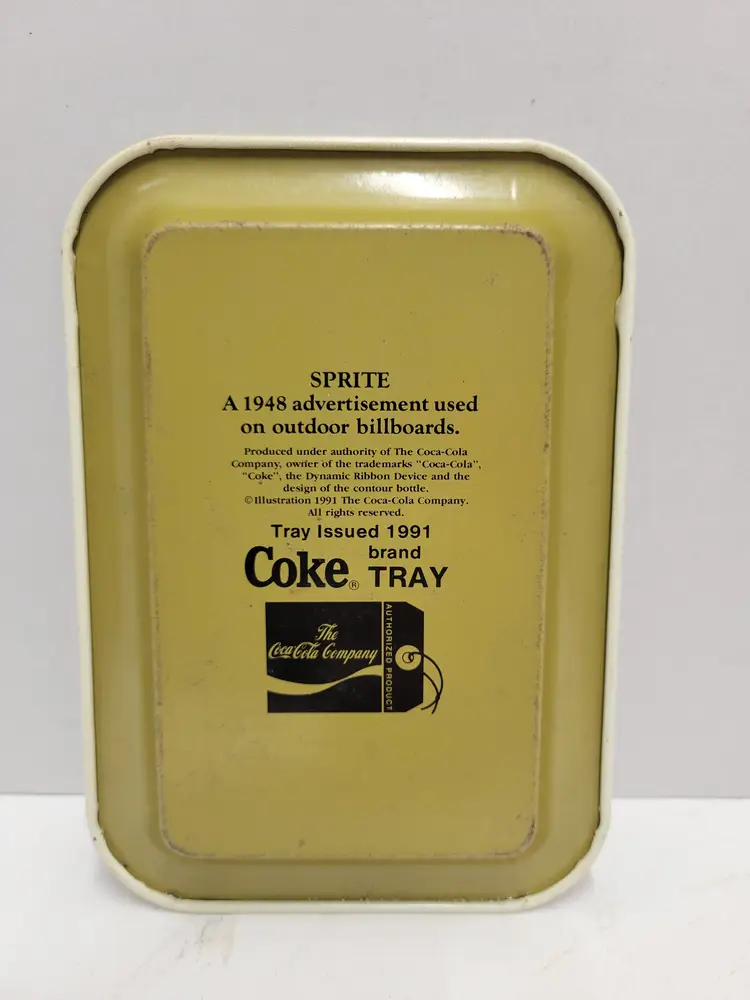 SPRITE
A 1948 advertisement used
on outdoor billboards.
Produced under authority of The Coca-Cola
Company, owner of the trademarks "Coca-Cola",
"Coke", the Dynamic Ribbon Device and the
design of the contour bottle.
©Illustration 1991 The Coca-Cola Company.
All rights reserved.
Tray Issued 1991
Coke® brand
TRAY
The
Coca-Cola Company
AUTHORIZED PRODUCT